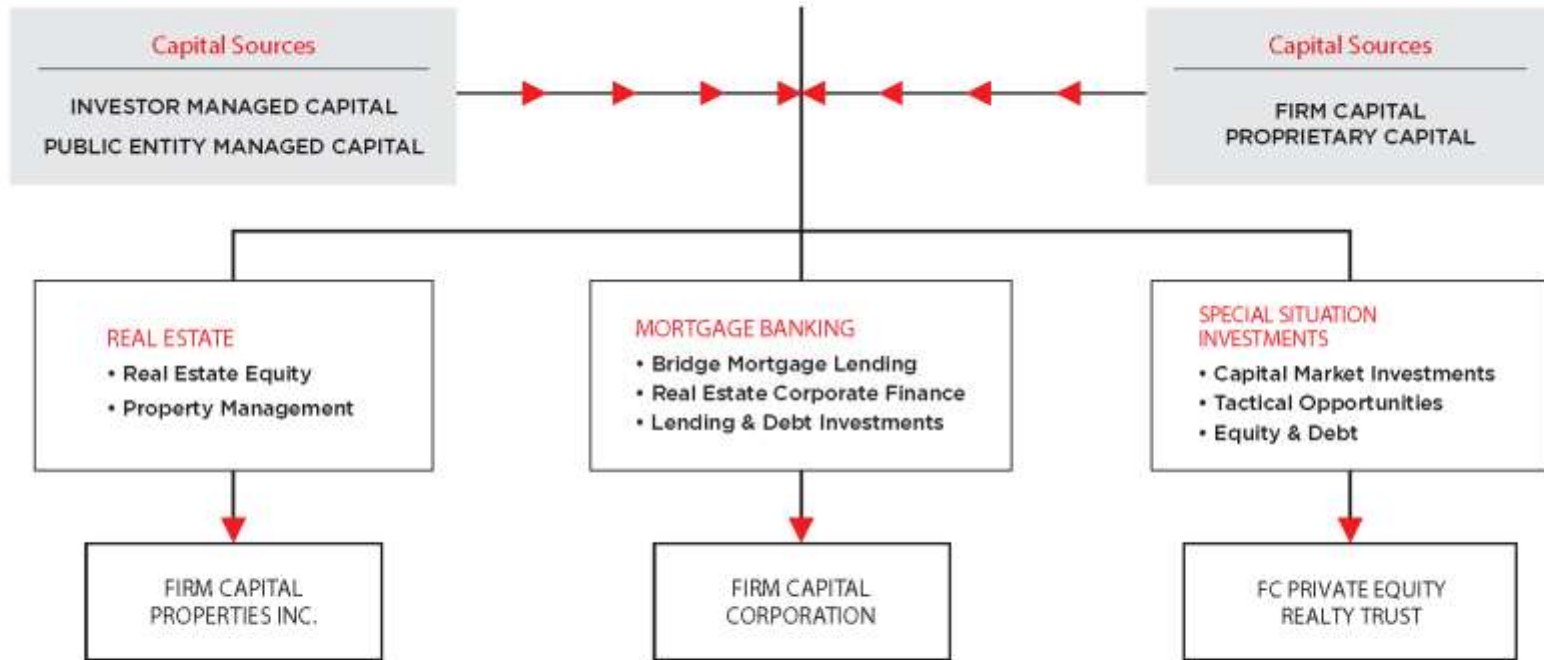 Capital Sources
INVESTOR MANAGED CAPITAL
PUBLIC ENTITY MANAGED CAPITAL
Capital Sources
FIRM CAPITAL
PROPRIETARY CAPITAL
REAL ESTATE
• Real Estate Equity
• Property Management
MORTGAGE BANKING
• Bridge Mortgage Lending
• Real Estate Corporate Finance
• Lending & Debt Investments
SPECIAL SITUATION
INVESTMENTS
• Capital Market Investments
• Tactical Opportunities
• Equity & Debt
FIRM CAPITAL
PROPERTIES INC.
FIRM CAPITAL
CORPORATION
FC PRIVATE EQUITY
REALTY TRUST